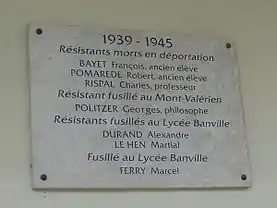 1939 - 1945
Résistants morts en déportation
BAYET François, ancien élève
POMAREDE Robert, ancien élève
RISPAL Charles, professeur
Résistant fusillé au Mont-Valérien
POLITZER Georges, philosophe
Résistants fusillés au Lycée Banville
DURAND Alexandre
LE HEN Martial
Fusillé au Lycée Banville
FERRY Marcel